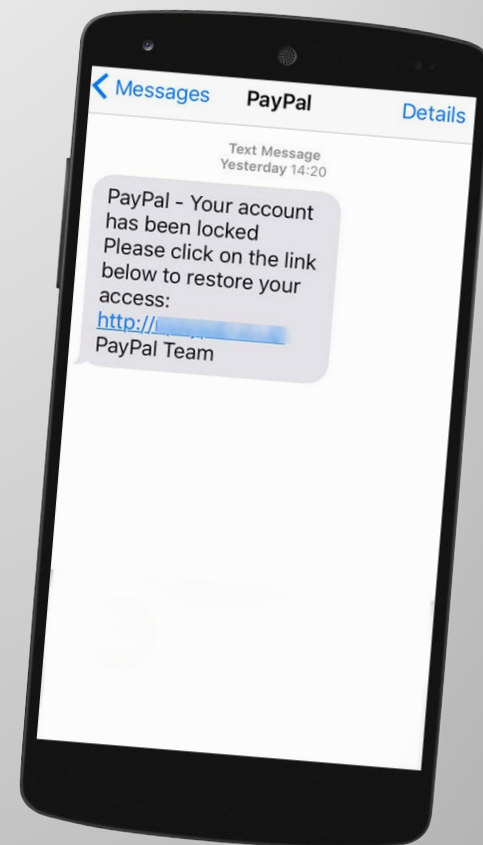 Messages PayPal Details
Text Message
Yesterday 14:20
PayPal - Your account
has been locked
Please click on the link
below to restore your
access:
http://
PayPal Team